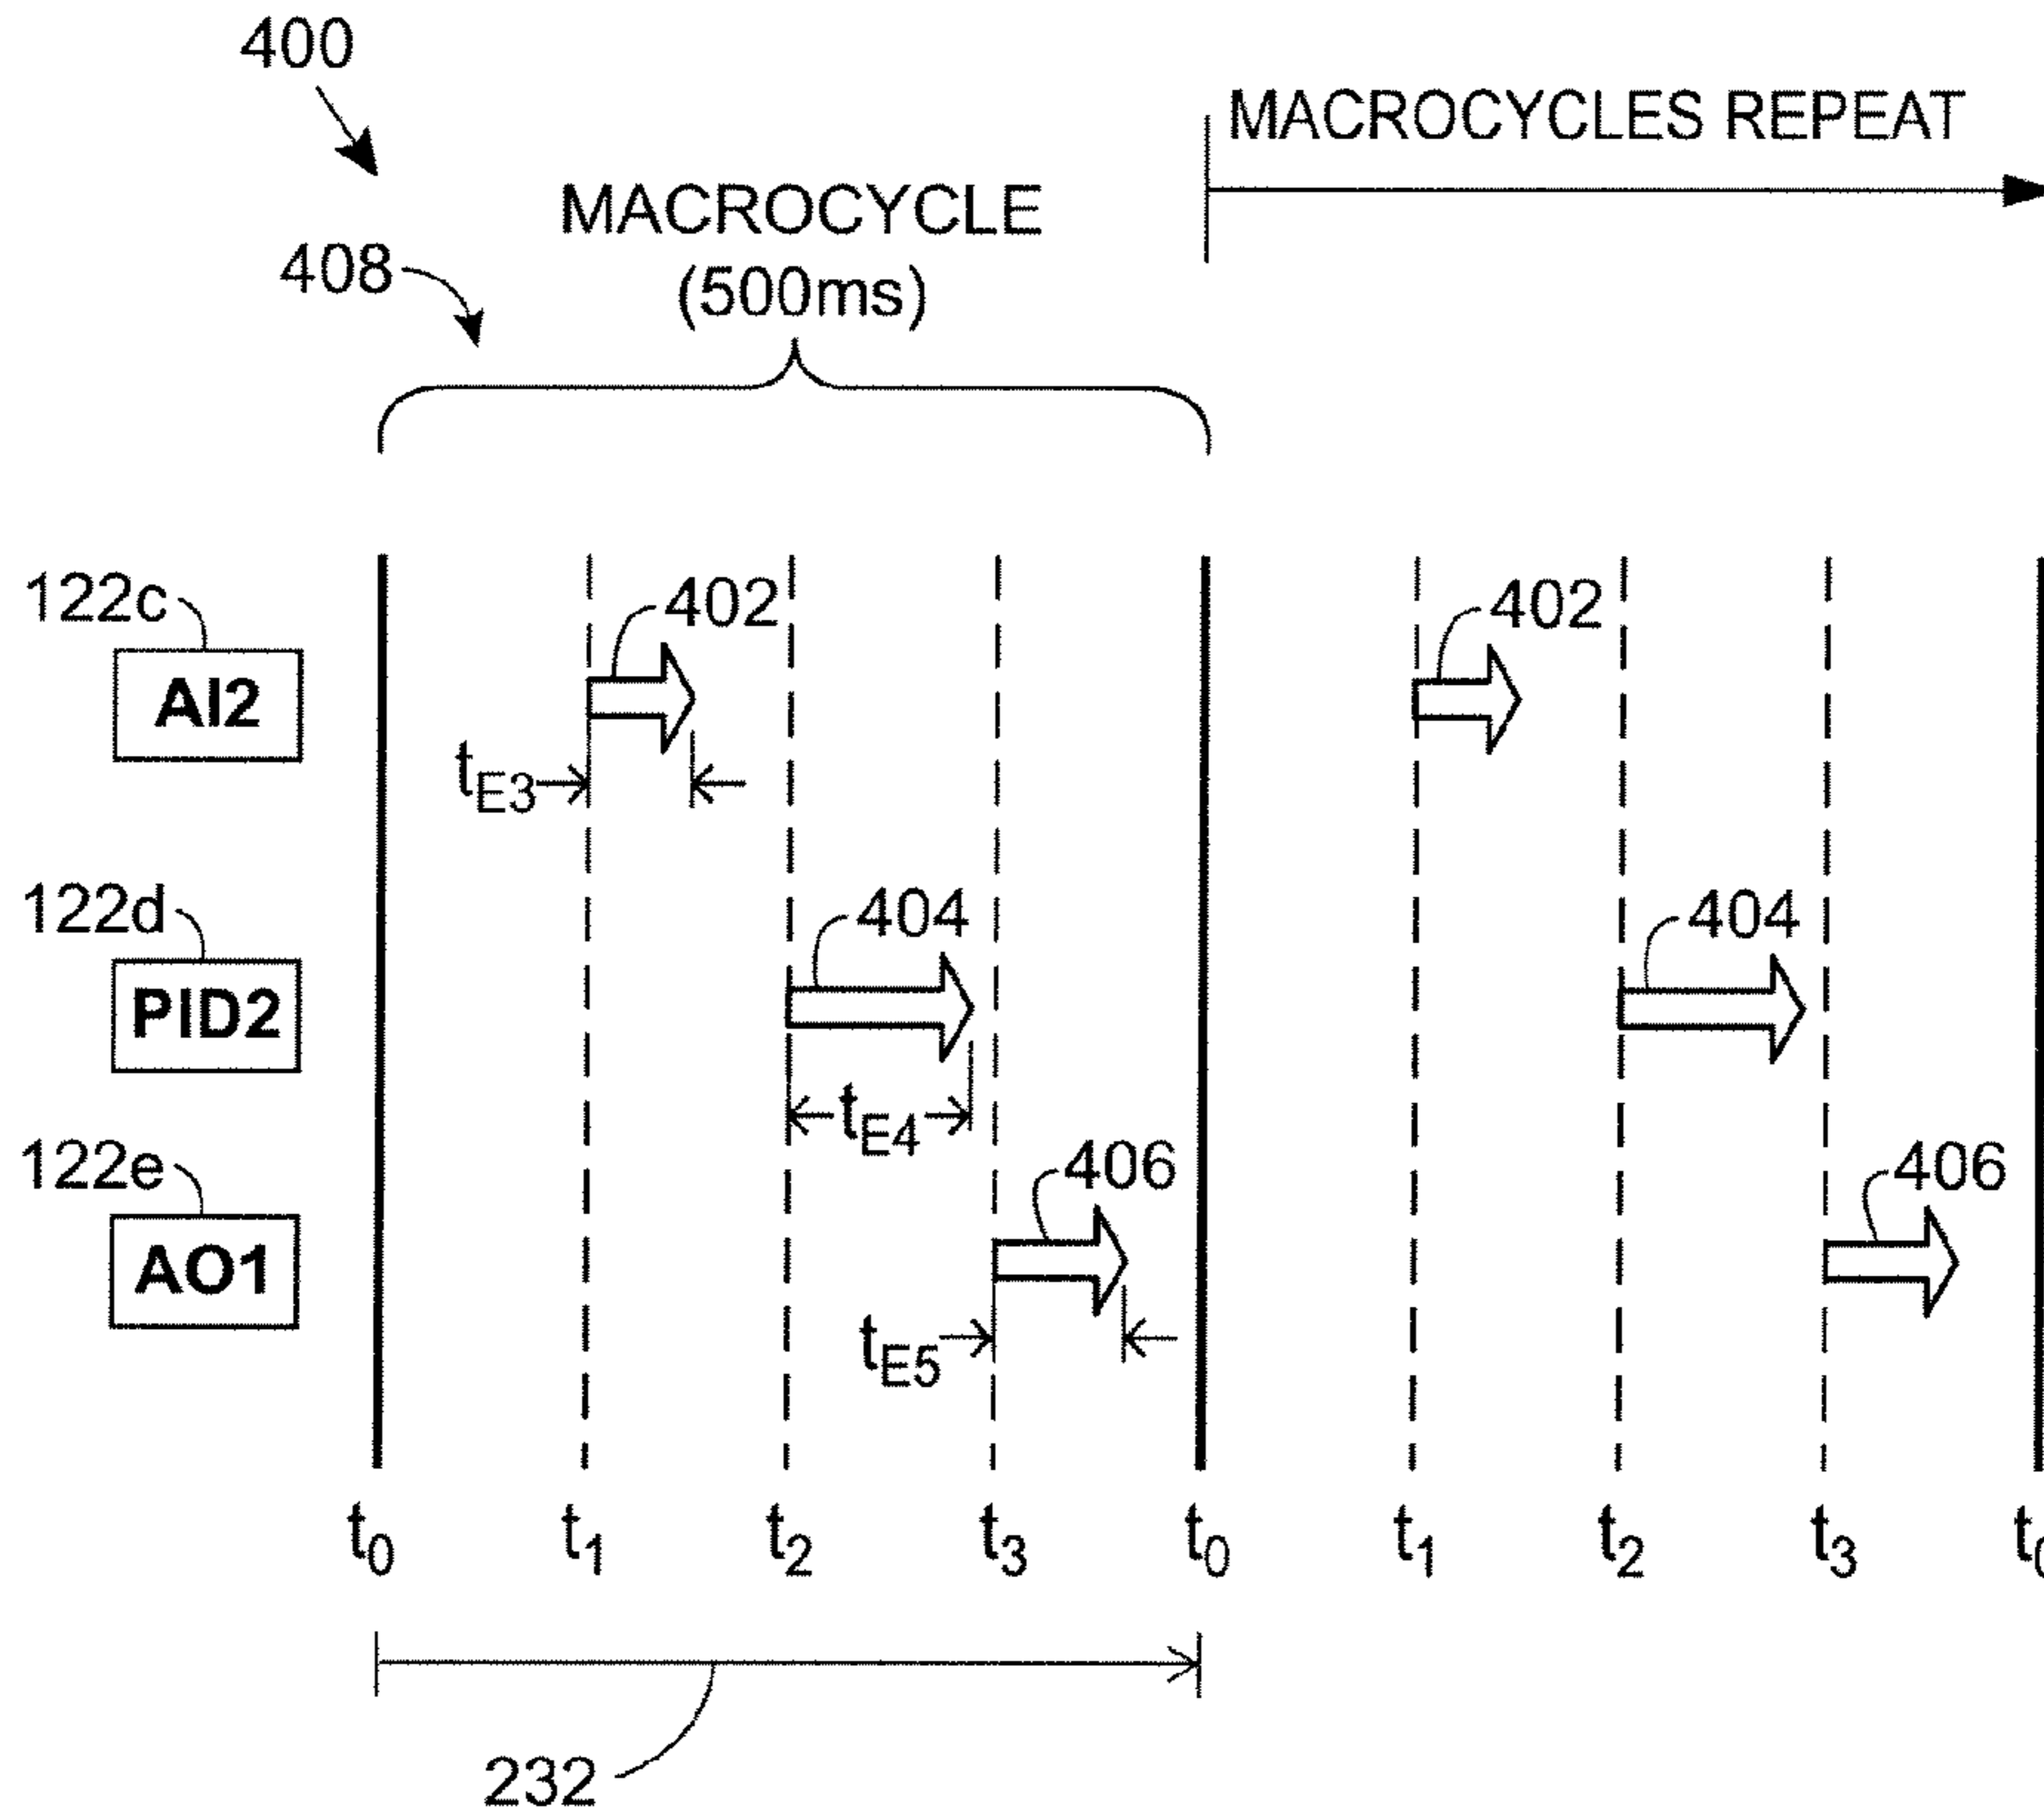 400
MACROCYCLES REPEAT
MACROCYCLE
(500ms)
408
122c
402
402
AI2
tE3
122d
404
404
PID2
tE4
122e
406
406
AO1
tE5
t0 t1 t2 t3 t0 t1 t2 t3 t0
232